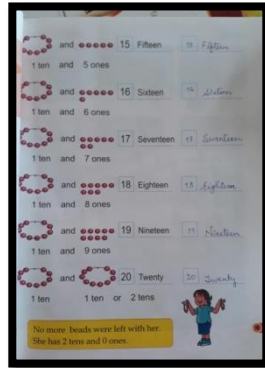 and 15 Fifteen 15 Fifteen
1 ten and 5 ones
and 16 Sixteen 16 Sixteen
1 ten and 6 ones
and 17 Seventeen 17 Seventeen
1 ten and 7 ones
and 18 Eighteen 18 Eighteen
1 ten and 8 ones
and 19 Nineteen 19 Nineteen
1 ten and 9 ones
and 20 Twenty 20 Twenty
1 ten 1 ten or 2 tens
No more beads were left with her.
She has 2 tens and 0 ones.